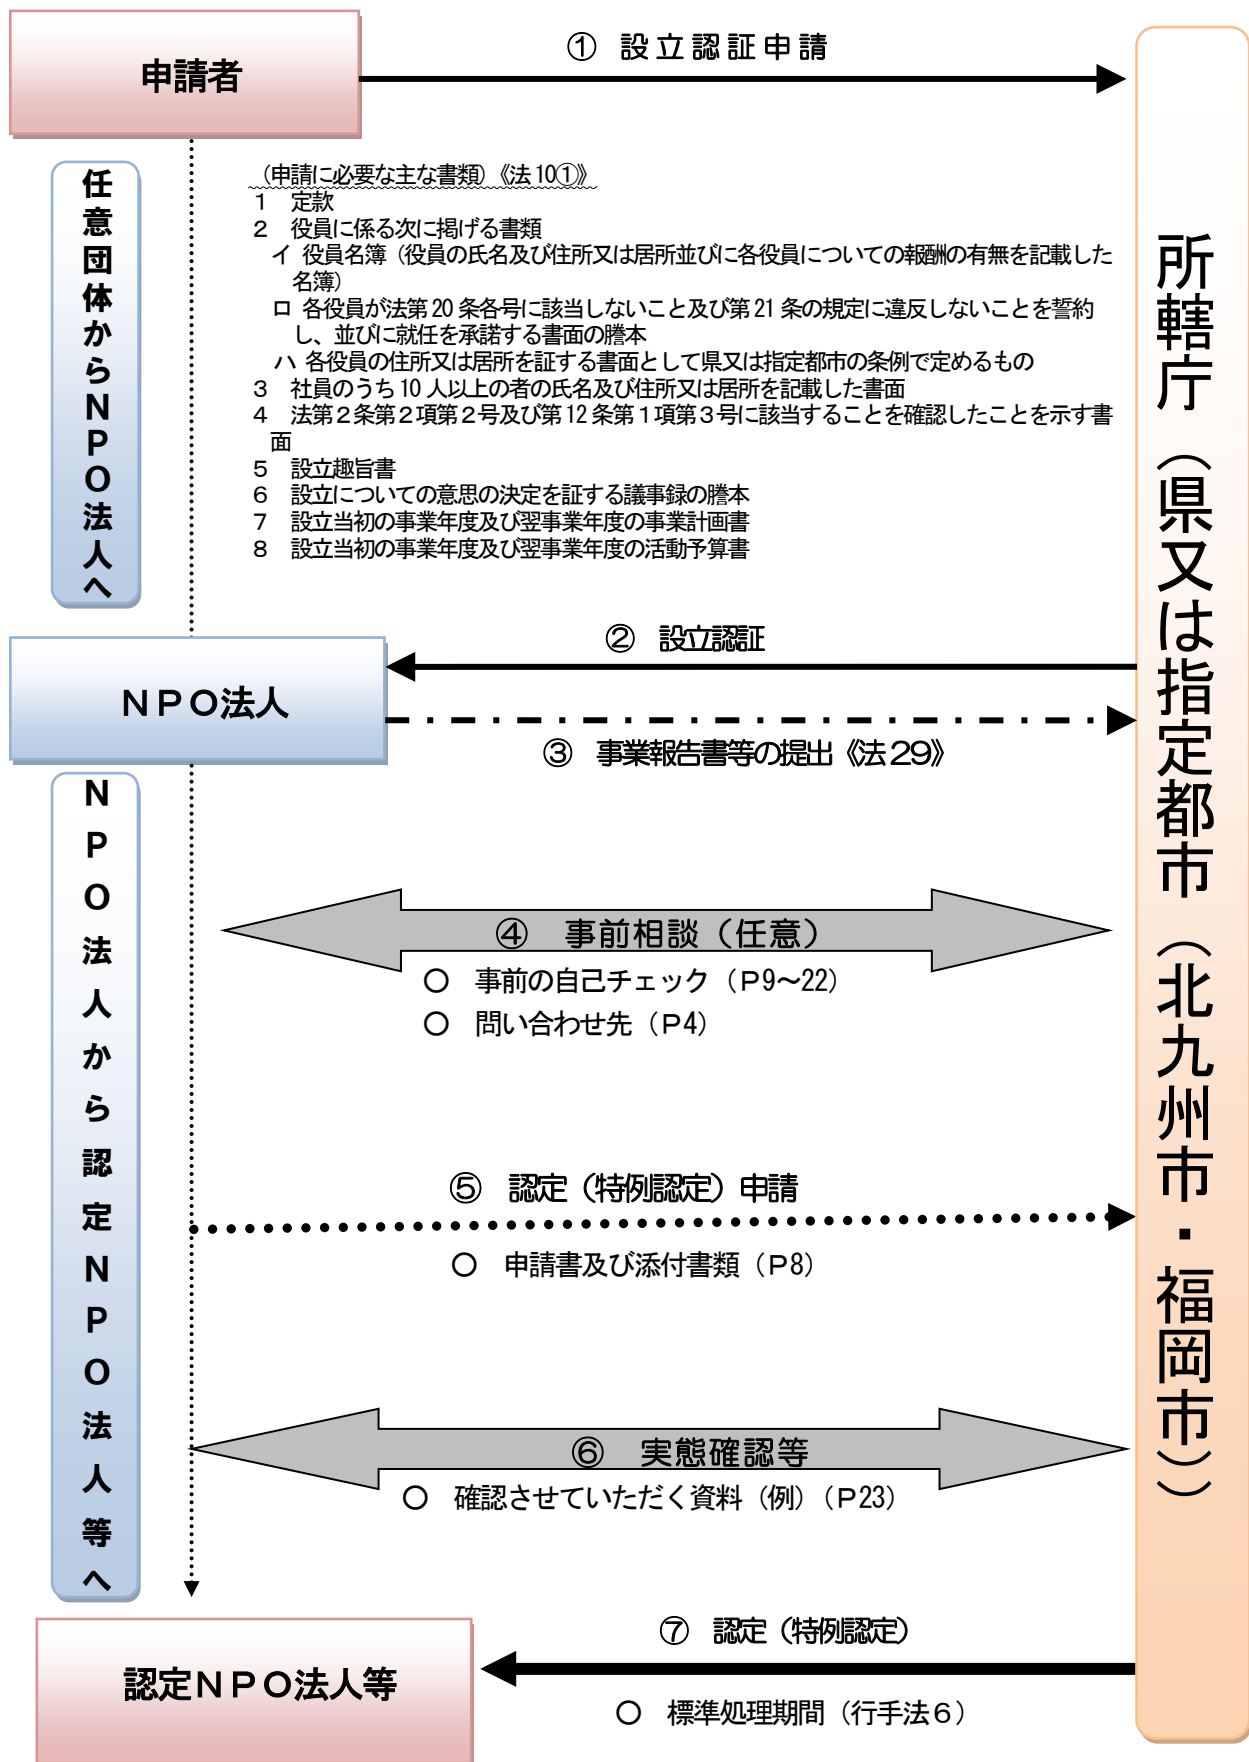 申請者
① 設立認証申請
任意団体からＮＰＯ法人へ
（申請に必要な主な書類）《法10①》
1 定款
2 役員に係る次に掲げる書類
イ 役員名簿（役員の氏名及び住所又は居所並びに各役員についての報酬の有無を記載した
名簿）
ロ 各役員が法第20条各号に該当しないこと及び第21条の規定に違反しないことを誓約
し、並びに就任を承諾する書面の謄本
ハ 各役員の住所又は居所を証する書面として県又は指定都市の条例で定めるもの
3 社員のうち10人以上の者の氏名及び住所又は居所を記載した書面
4 法第２条第２項第２号及び第12条第１項第３号に該当することを確認したことを示す書
面
5 設立趣旨書
6 設立についての意思の決定を証する議事録の謄本
7 設立当初の事業年度及び翌事業年度の事業計画書
8 設立当初の事業年度及び翌事業年度の活動予算書
② 設立認証
ＮＰＯ法人
③ 事業報告書等の提出《法29》
ＮＰＯ法人から認定ＮＰＯ法人等へ
④ 事前相談（任意）
○ 事前の自己チェック（Ｐ9～22）
○ 問い合わせ先（Ｐ4）
⑤ 認定（特例認定）申請
○ 申請書及び添付書類（Ｐ8）
⑥ 実態確認等
○ 確認させていただく資料（例）（Ｐ23）
⑦ 認定（特例認定）
認定ＮＰＯ法人等
○ 標準処理期間（行手法６）
所轄庁（県又は指定都市（北九州市・福岡市））